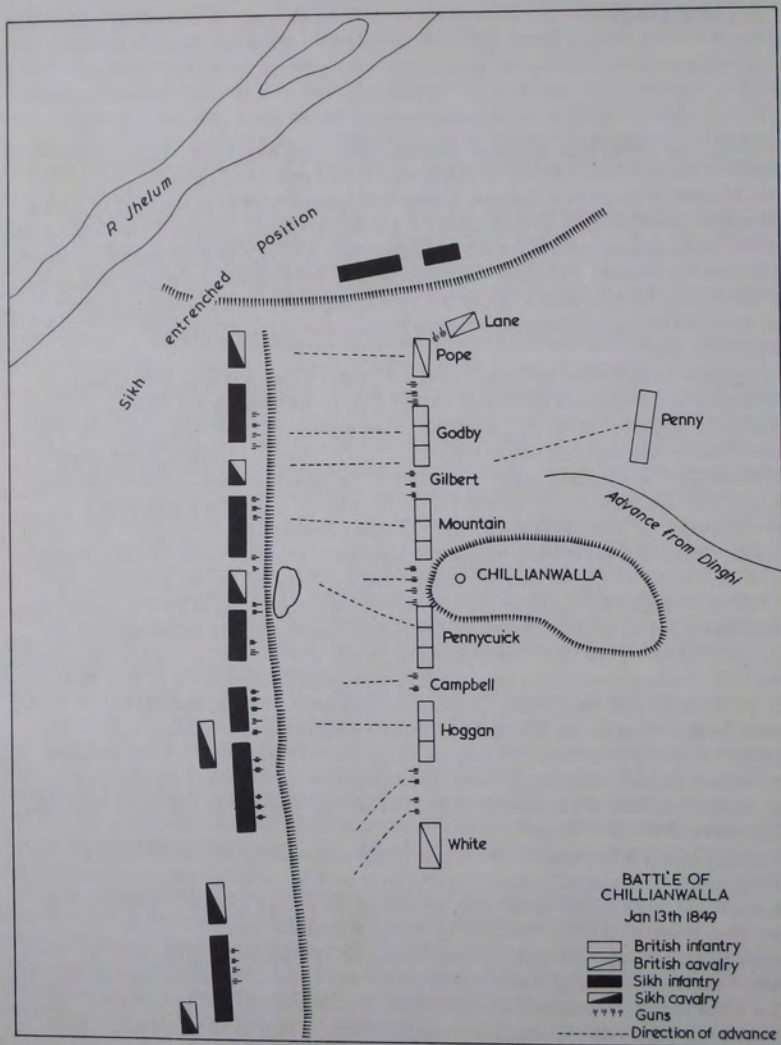 R Jhelum
Sikh entrenched position
Lane
Pope
Godby
Penny
Gilbert
Advance from Dinghi
Mountain
CHILLIANWALLA
Pennycuick
Campbell
Hoggan
White
BATTLE OF
CHILLIANWALLA
Jan 13th 1849
British infantry
British cavalry
Sikh infantry
Sikh cavalry
Guns
Direction of advance